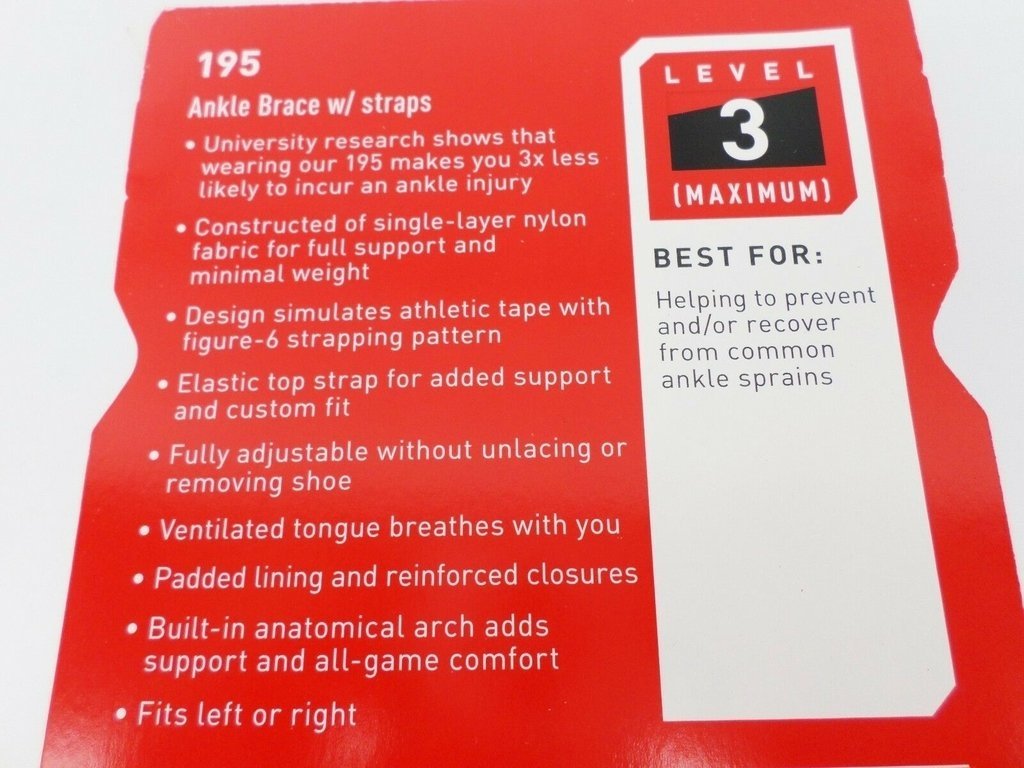 195
Ankle Brace w/ straps
• University research shows that
wearing our 195 makes you 3x less
likely to incur an ankle injury
• Constructed of single-layer nylon
fabric for full support and
minimal weight
• Design simulates athletic tape with
figure-6 strapping pattern
• Elastic top strap for added support
and custom fit
• Fully adjustable without unlacing or
removing shoe
• Ventilated tongue breathes with you
• Padded lining and reinforced closures
• Built-in anatomical arch adds
support and all-game comfort
• Fits left or right
LEVEL
3
(MAXIMUM)
BEST FOR:
Helping to prevent
and/or recover
from common
ankle sprains